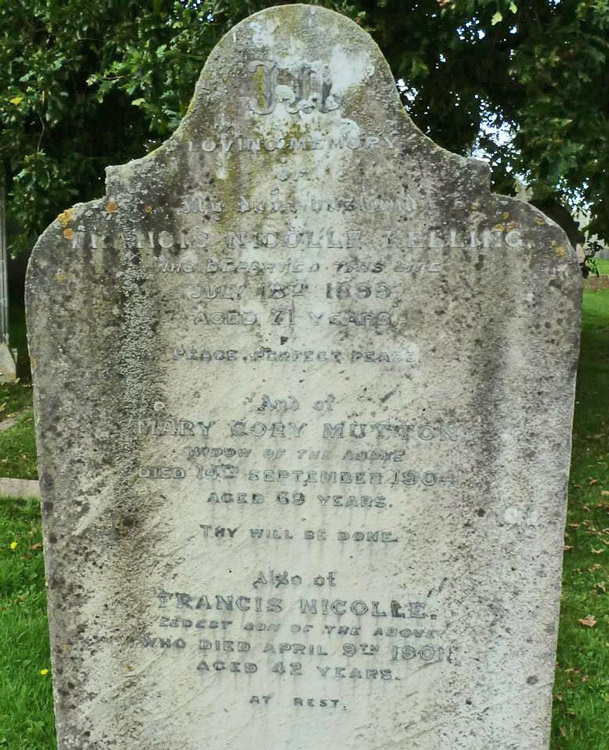 IN
LOVING MEMORY
OF
FRANCIS NICOLLE KELLING,
WHO DEPARTED THIS LIFE
JULY 18TH
AGED 71 YEARS.
PEACE, PERFECT PEACE.
And of
MARY CORY MUTTON
WIDOW OF THE ABOVE
DIED 14TH SEPTEMBER 1904
AGED 69 YEARS.
THY WILL BE DONE.
Also of
FRANCIS NICOLLE,
ELDEST SON OF THE ABOVE
WHO DIED APRIL 9TH 1901
AGED 42 YEARS.
AT REST.